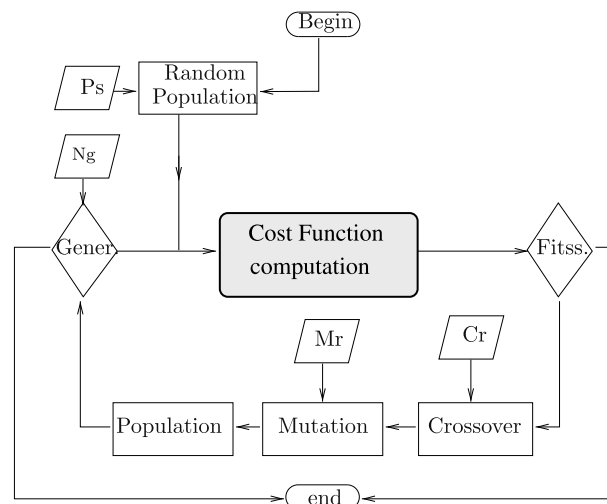 Begin
Random
Population
Ps
Ng
Gener.
Cost Function
computation
Fitss.
Mr
Cr
Population
Mutation
Crossover
end